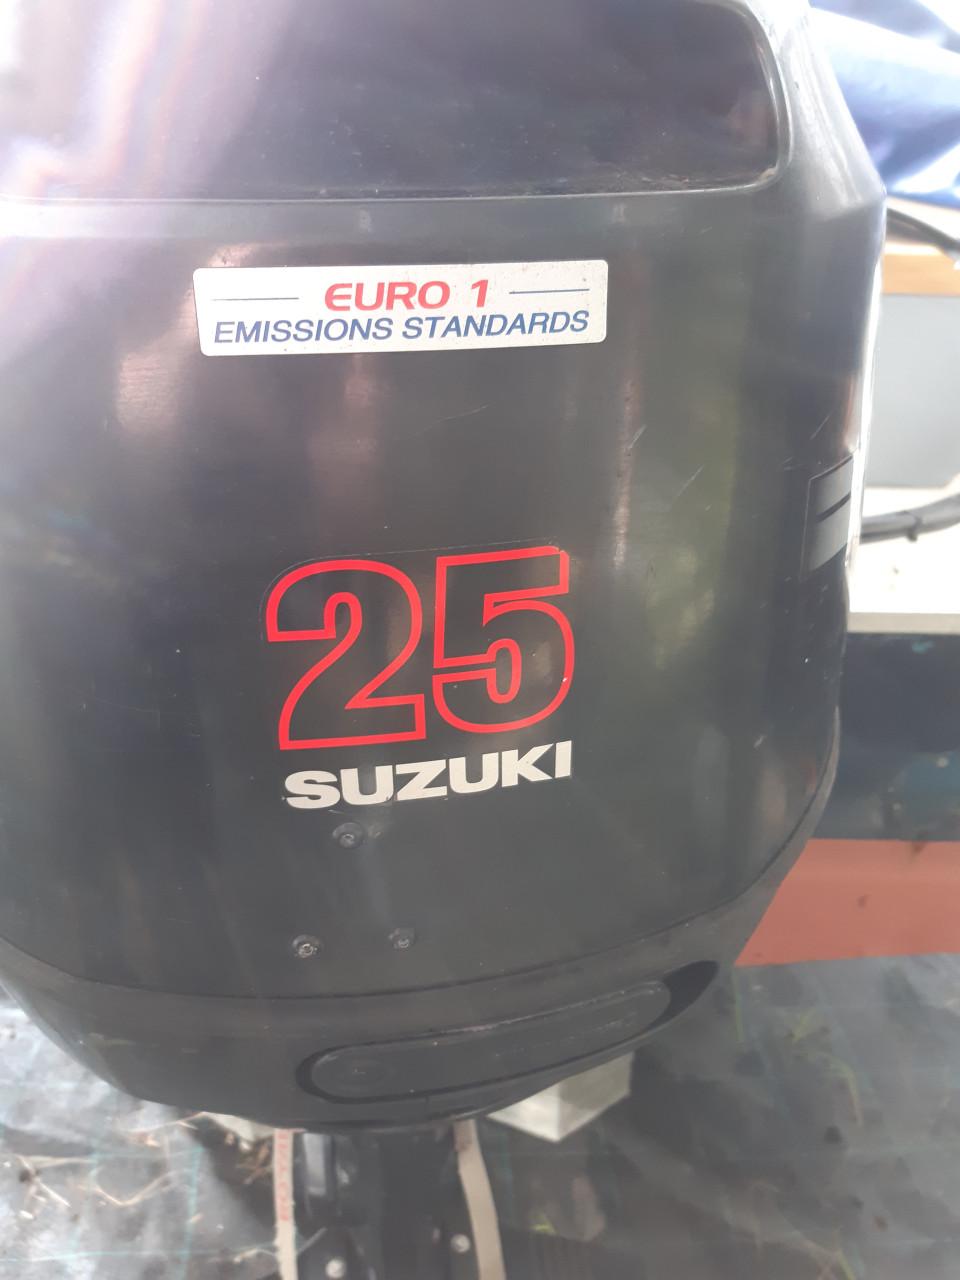 EURO 1
EMISSIONS STANDARDS
25
SUZUKI